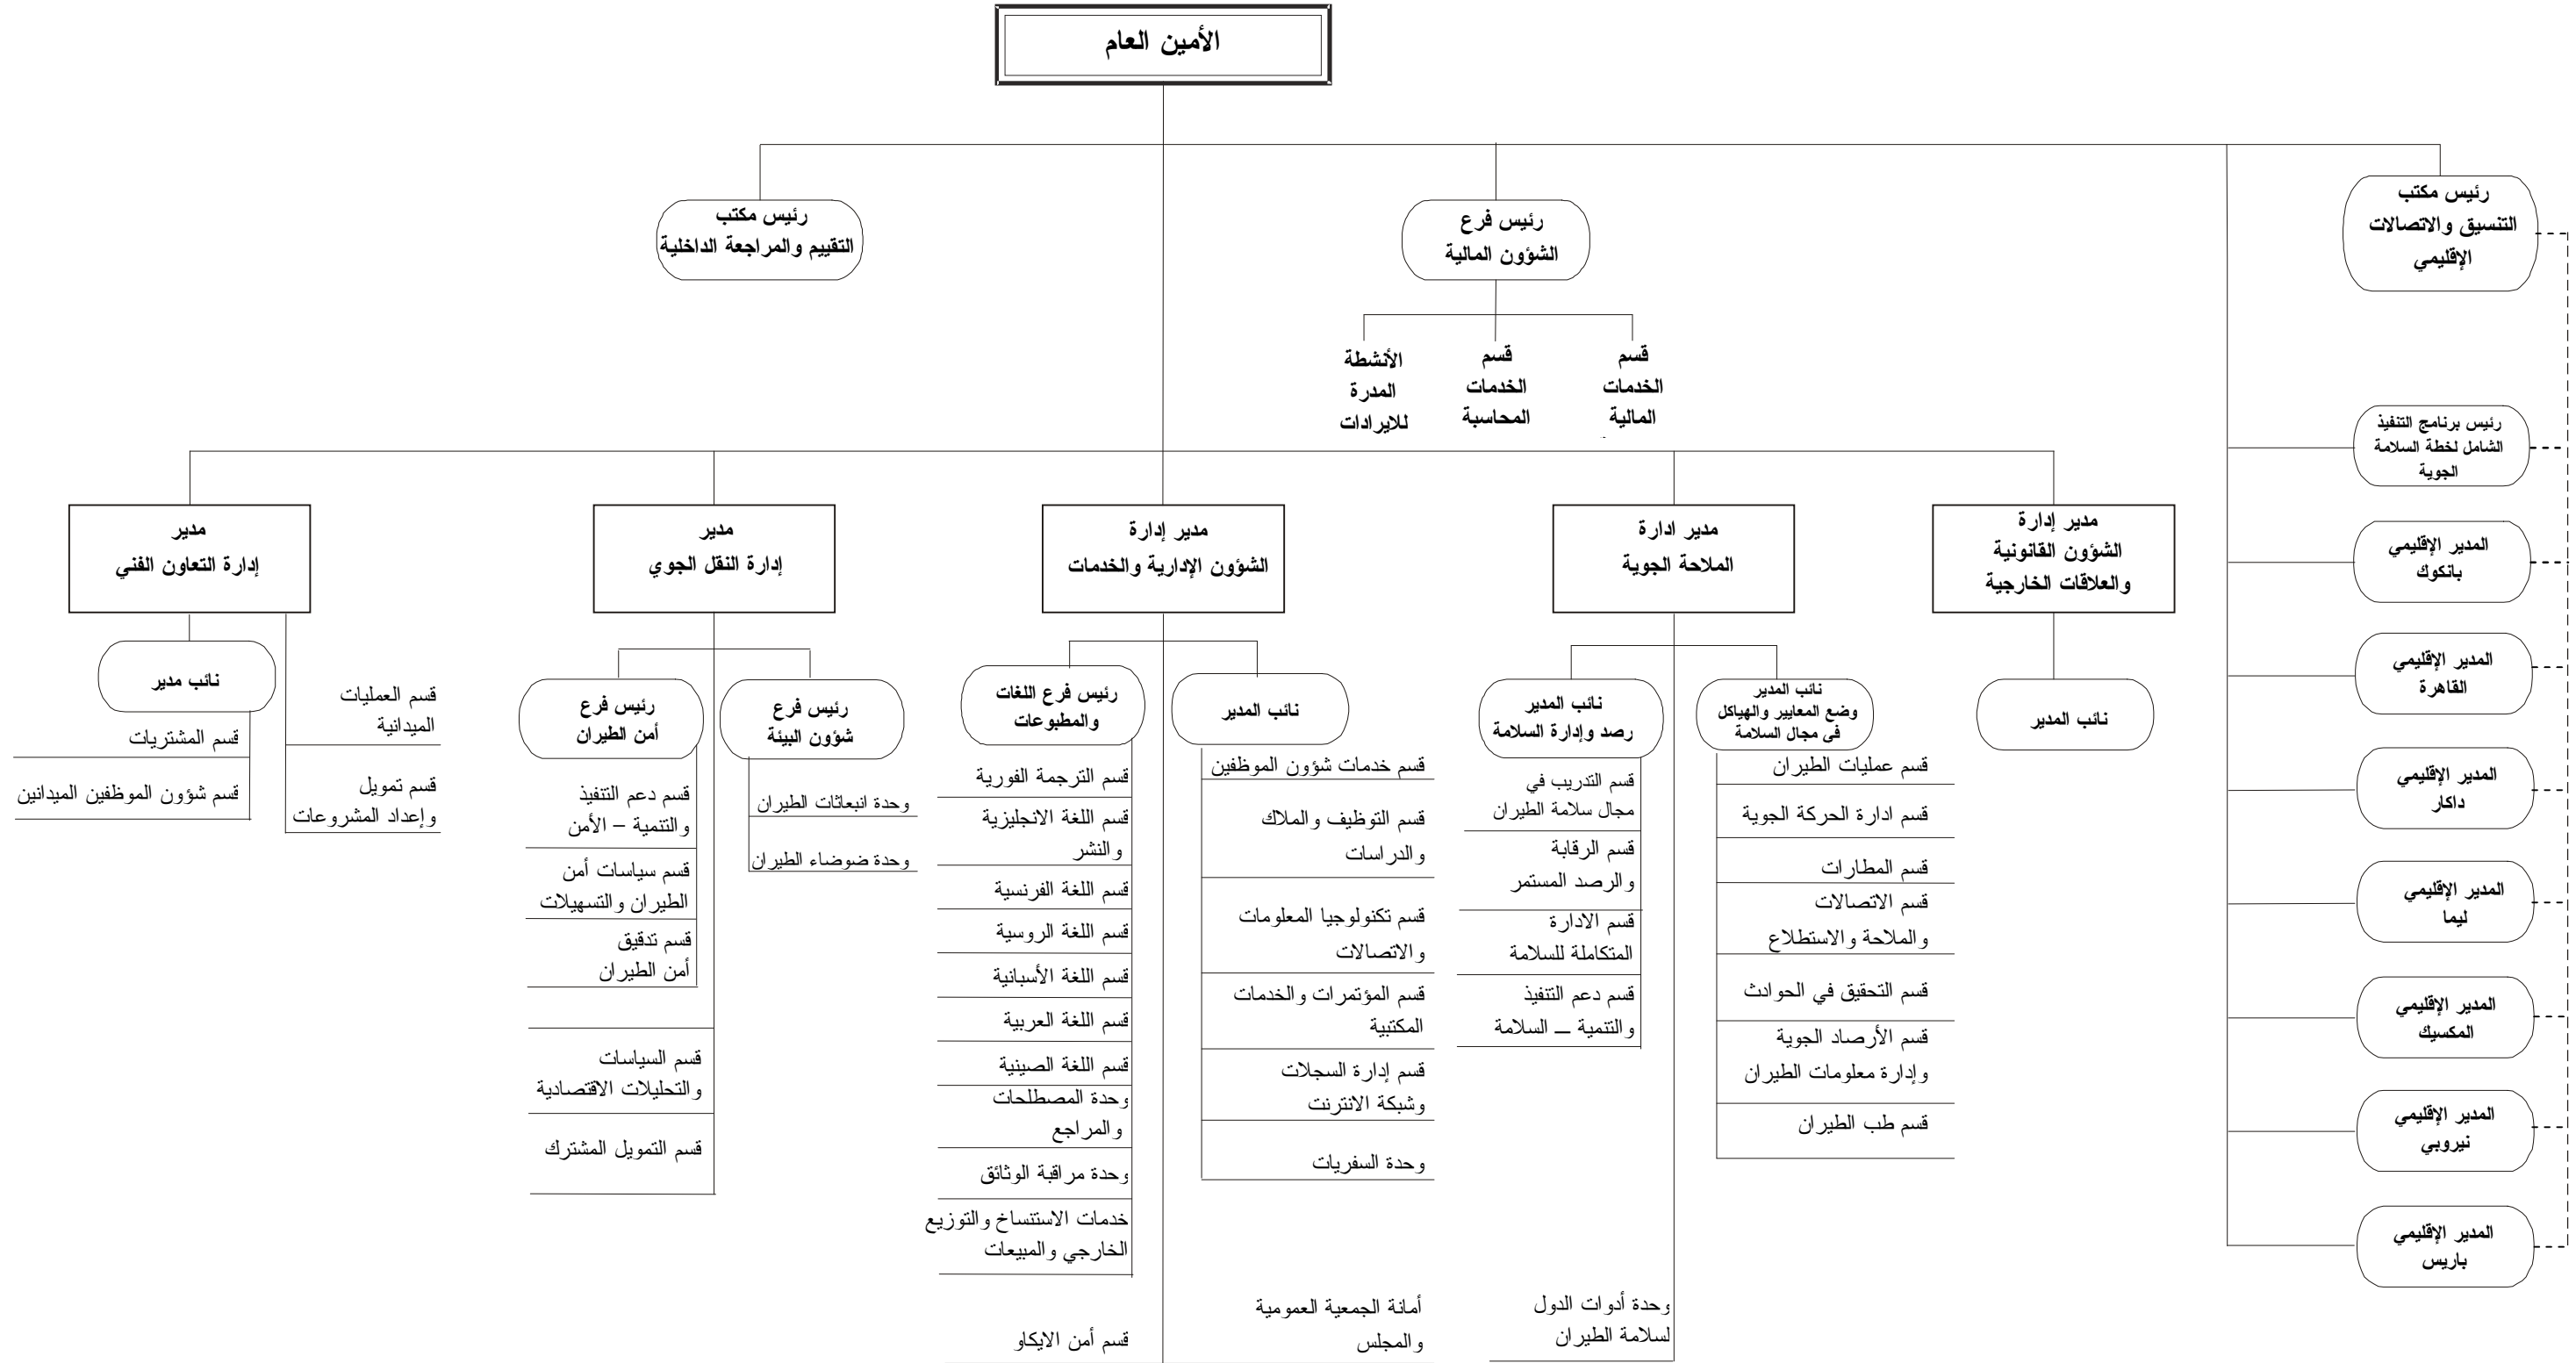 الأمين العام
رئيس مكتب
التنسيق والاتصالات
الإقليمي
رئيس فرع
الشؤون المالية
رئيس مكتب
التقييم والمراجعة الداخلية
قسم
الخدمات
المالية
قسم
الخدمات
المحاسبة
الأنشطة
المدرة
للايرادات
رئيس برنامج التنفيذ
الشامل لخطة السلامة
الجوية
المدير الإقليمي
بانكوك
المدير الإقليمي
القاهرة
المدير الإقليمي
داكار
المدير الإقليمي
ليما
المدير الإقليمي
المكسيك
المدير الإقليمي
نيروبي
المدير الإقليمي
باريس
مدير إدارة
الشؤون القانونية
والعلاقات الخارجية
نائب المدير
مدير ادارة
الملاحة الجوية
نائب المدير
وضع المعايير والهياكل
فى مجال السلامة
قسم عمليات الطيران
قسم ادارة الحركة الجوية
قسم المطارات
قسم الاتصالات
والملاحة والاستطلاع
قسم التحقيق في الحوادث
قسم الأرصاد الجوية
وإدارة معلومات الطيران
قسم طب الطيران
نائب المدير
رصد وإدارة السلامة
قسم التدريب في
مجال سلامة الطيران
قسم الرقابة
والرصد المستمر
قسم الادارة
المتكاملة للسلامة
قسم دعم التنفيذ
والتنمية – السلامة
وحدة أدوات الدول
لسلامة الطيران
مدير إدارة
الشؤون الإدارية والخدمات
نائب المدير
قسم خدمات شؤون الموظفين
قسم التوظيف والملاك
والدراسات
قسم تكنولوجيا المعلومات
والاتصالات
قسم المؤتمرات والخدمات
المكتبية
قسم إدارة السجلات
وشبكة الانترنت
وحدة السفريات
أمانة الجمعية العمومية
والمجلس
رئيس فرع اللغات
والمطبوعات
قسم الترجمة الفورية
قسم اللغة الانجليزية
والنشر
قسم اللغة الفرنسية
قسم اللغة الروسية
قسم اللغة الأسبانية
قسم اللغة العربية
قسم اللغة الصينية
وحدة المصطلحات
والمراجع
وحدة مراقبة الوثائق
خدمات الاستنساخ والتوزيع
الخارجي والمبيعات
قسم أمن الايكاو
مدير
إدارة النقل الجوي
رئيس فرع
شؤون البيئة
وحدة انبعاثات الطيران
وحدة ضوضاء الطيران
رئيس فرع
أمن الطيران
قسم دعم التنفيذ
والتنمية – الأمن
قسم سياسات أمن
الطيران والتسهيلات
قسم تدقيق
أمن الطيران
قسم السياسات
والتحليلات الاقتصادية
قسم التمويل المشترك
مدير
إدارة التعاون الفني
قسم العمليات
الميدانية
قسم تمويل
وإعداد المشروعات
نائب مدير
قسم المشتريات
قسم شؤون الموظفين الميدانين